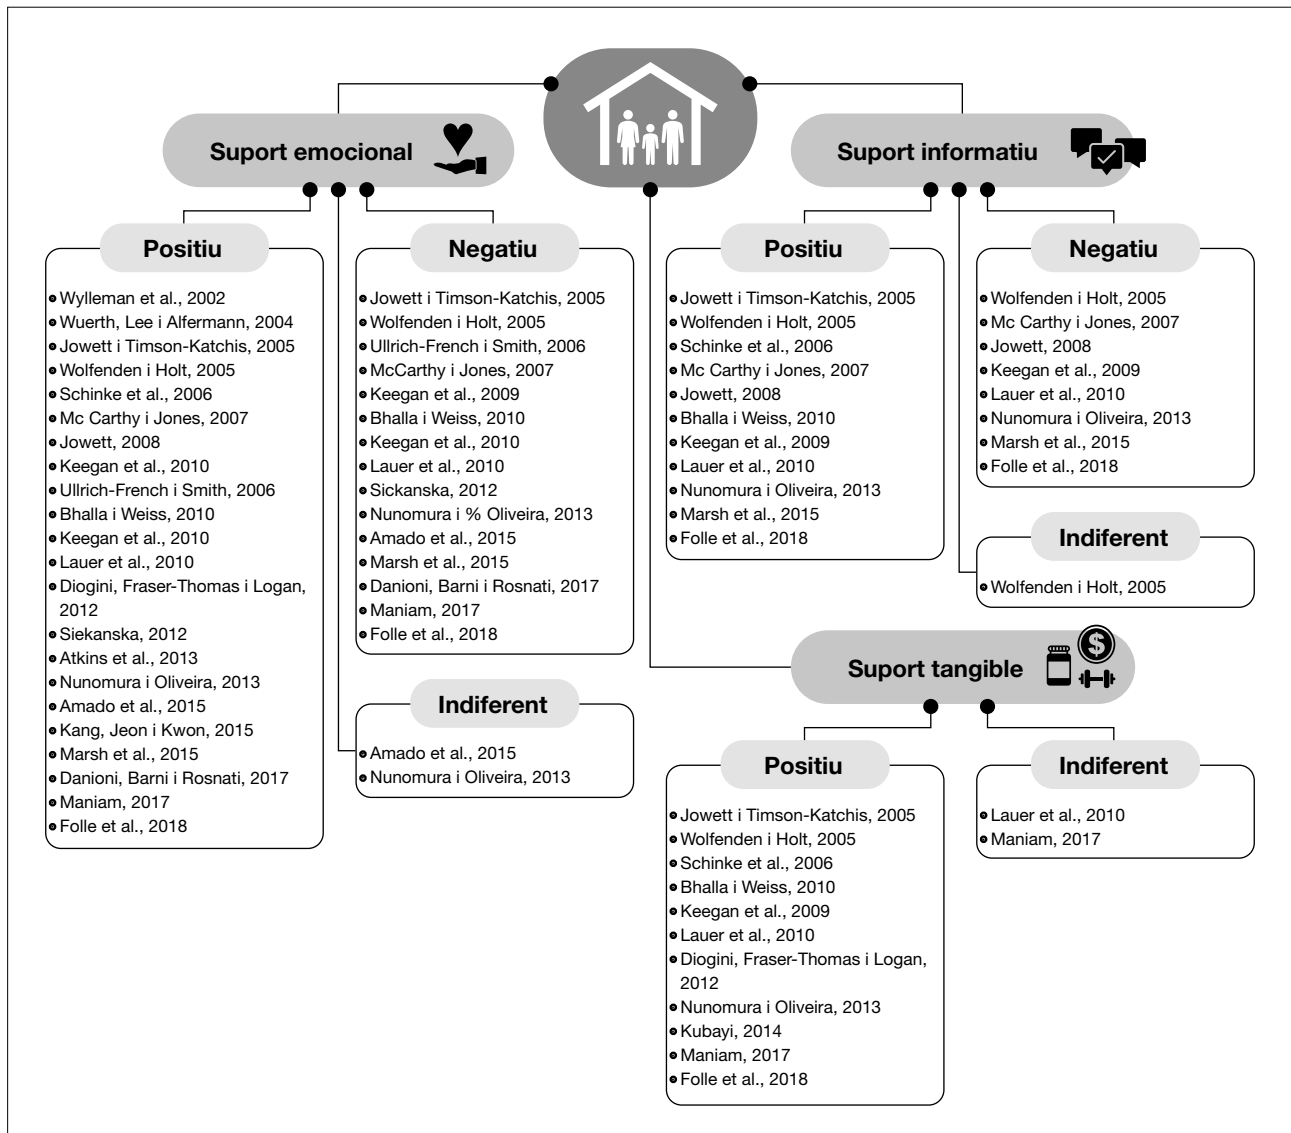 Suport emocional
Positiu
Wylleman et al., 2002
Wuerth, Lee i Alfermann, 2004
Jowett i Timson-Katchis, 2005
Wolfenden i Holt, 2005
Schinke et al., 2006
Mc Carthy i Jones, 2007
Jowett, 2008
Keegan et al., 2010
Ullrich-French i Smith, 2006
Bhalla i Weiss, 2010
Keegan et al., 2010
Lauer et al., 2010
Diogini, Fraser-Thomas i Logan,
2012
Siekanska, 2012
Atkins et al., 2013
Nunomura i Oliveira, 2013
Amado et al., 2015
Kang, Jeon i Kwon, 2015
Marsh et al., 2015
Danioni, Barni i Rosnati, 2017
Maniam, 2017
Folle et al., 2018
Negatiu
Jowett i Timson-Katchis, 2005
Wolfenden i Holt, 2005
Ullrich-French i Smith, 2006
McCarthy i Jones, 2007
Keegan et al., 2009
Bhalla i Weiss, 2010
Keegan et al., 2010
Lauer et al., 2010
Sickanska, 2012
Nunomura i % Oliveira, 2013
Amado et al., 2015
Marsh et al., 2015
Danioni, Barni i Rosnati, 2017
Maniam, 2017
Folle et al., 2018
Indiferent
Amado et al., 2015
Nunomura i Oliveira, 2013
Suport informatiu
Positiu
Jowett i Timson-Katchis, 2005
Wolfenden i Holt, 2005
Schinke et al., 2006
Mc Carthy i Jones, 2007
Jowett, 2008
Bhalla i Weiss, 2010
Keegan et al., 2009
Lauer et al., 2010
Nunomura i Oliveira, 2013
Marsh et al., 2015
Folle et al., 2018
Negatiu
Wolfenden i Holt, 2005
Mc Carthy i Jones, 2007
Jowett, 2008
Keegan et al., 2009
Lauer et al., 2010
Nunomura i Oliveira, 2013
Marsh et al., 2015
Folle et al., 2018
Indiferent
Wolfenden i Holt, 2005
Suport tangible
$
Positiu
Jowett i Timson-Katchis, 2005
Wolfenden i Holt, 2005
Schinke et al., 2006
Bhalla i Weiss, 2010
Keegan et al., 2009
Lauer et al., 2010
Diogini, Fraser-Thomas i Logan,
2012
Nunomura i Oliveira, 2013
Kubayi, 2014
Maniam, 2017
Folle et al., 2018
Indiferent
Lauer et al., 2010
Maniam, 2017